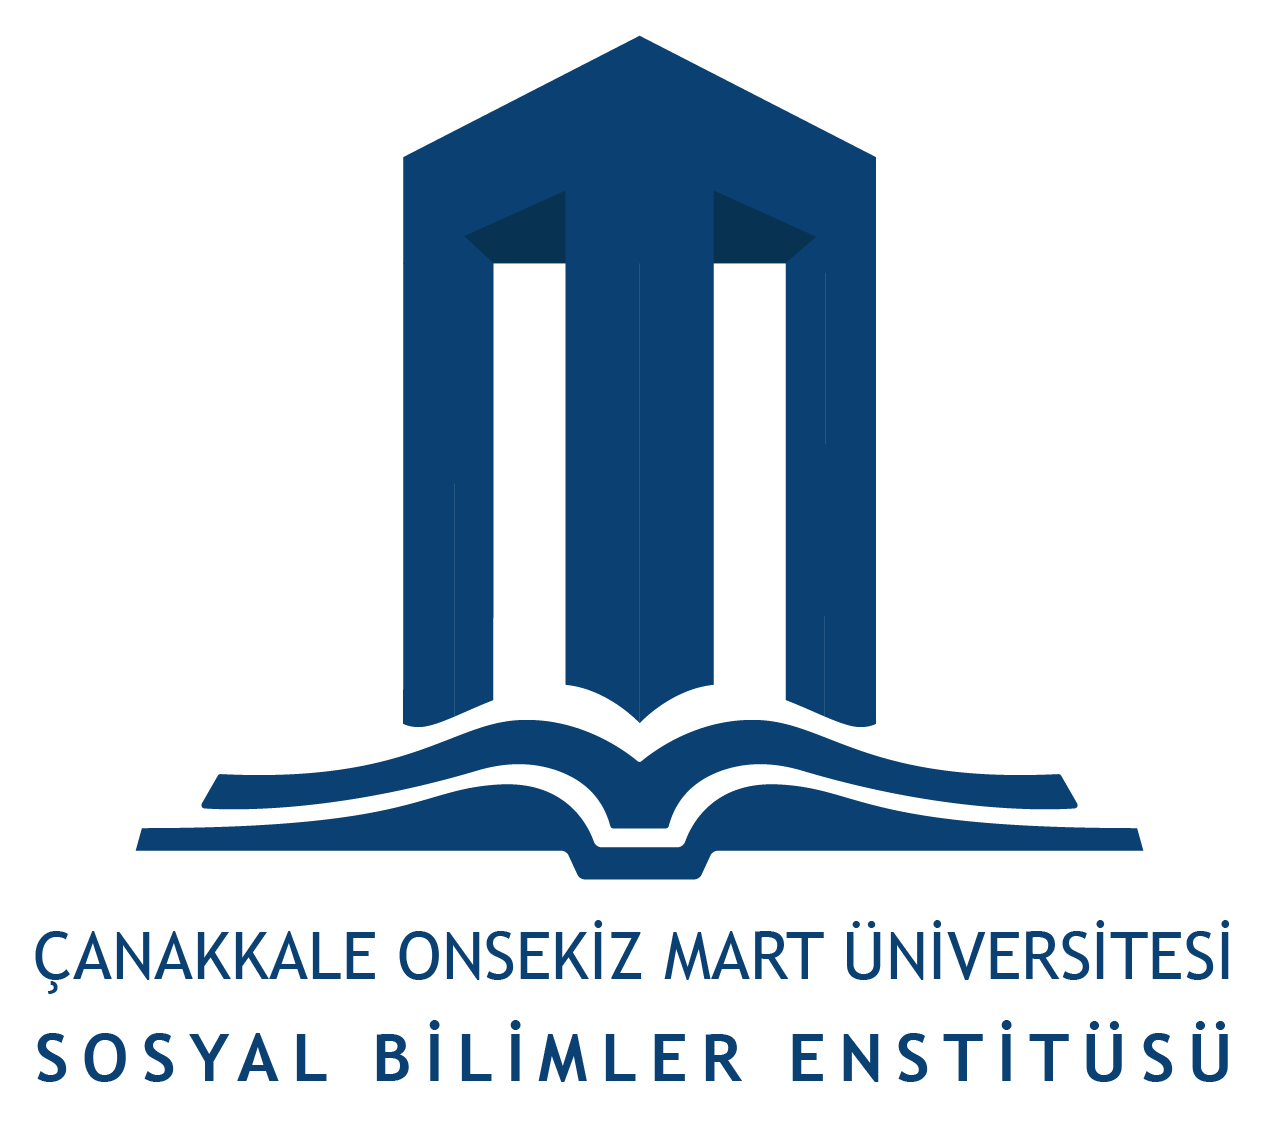 ÇANAKKALE ONSEKİZ MART ÜNİVERSİTESİ
SOSYAL BİLİMLER ENSTİTÜSÜ